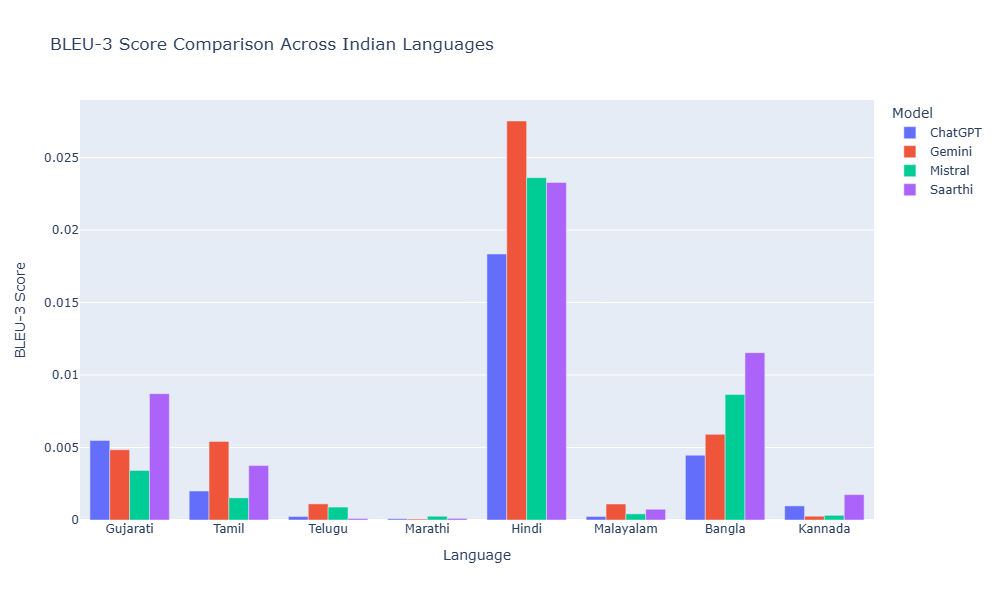 BLEU-3 Score Comparison Across Indian Languages
Model
ChatGPT
Gemini
Mistral
Saarthi
BLEU-3 Score
0.025
0.02
0.015
0.01
0.005
0
Gujarati Tamil Telugu Marathi Hindi Malayalam Bangla Kannada
Language